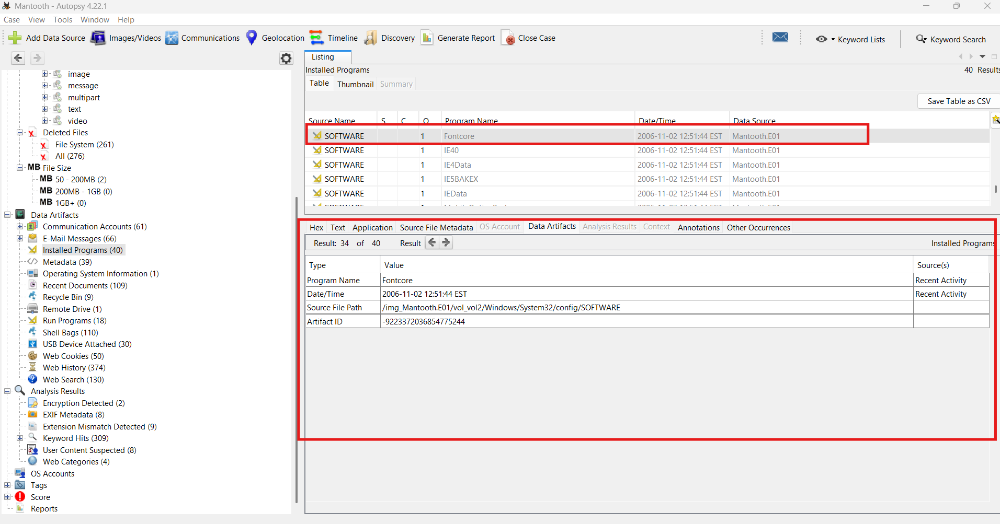 Mantooth - Autopsy 4.22.1
Case View Tools Window Help
Add Data Source Images/Videos Communications Geolocation Timeline Discovery Generate Report Close Case Keyword Lists Keyword Search
image
message
multipart
text
video
Deleted Files
File System (261)
All (276)
MB File Size
MB 50 - 200MB (2)
MB 200MB - 1GB (0)
MB 1GB+ (0)
Data Artifacts
Communication Accounts (61)
E-Mail Messages (66)
Installed Programs (40)
Metadata (39)
Operating System Information (1)
Recent Documents (109)
Recycle Bin (9)
Remote Drive (1)
Run Programs (18)
Shell Bags (110)
USB Device Attached (30)
Web Cookies (50)
Web History (374)
Web Search (130)
Analysis Results
Encryption Detected (2)
EXIF Metadata (8)
Extension Mismatch Detected (9)
Keyword Hits (309)
User Content Suspected (8)
Web Categories (4)
OS Accounts
Tags
Score
Reports
Listing
Installed Programs 40 Results
Table Thumbnail Summary
Save Table as CSV
Source Name S C O Program Name Date/Time Data Source
SOFTWARE 1 Fontcore 2006-11-02 12:51:44 EST Mantooth.E01
SOFTWARE 1 IE40 2006-11-02 12:51:44 EST Mantooth.E01
SOFTWARE 1 IE4Data 2006-11-02 12:51:44 EST Mantooth.E01
SOFTWARE 1 IE5BAKEX 2006-11-02 12:51:44 EST Mantooth.E01
SOFTWARE 1 IEData 2006-11-02 12:51:44 EST Mantooth.E01
Hex Text Application Source File Metadata OS Account Data Artifacts Analysis Results Context Annotations Other Occurrences
Result: 34 of 40 Result Installed Programs
Type Value Source(s)
Program Name Fontcore Recent Activity
Date/Time 2006-11-02 12:51:44 EST Recent Activity
Source File Path /img_Mantooth.E01/vol_vol2/Windows/System32/config/SOFTWARE
Artifact ID -9223372036854775244